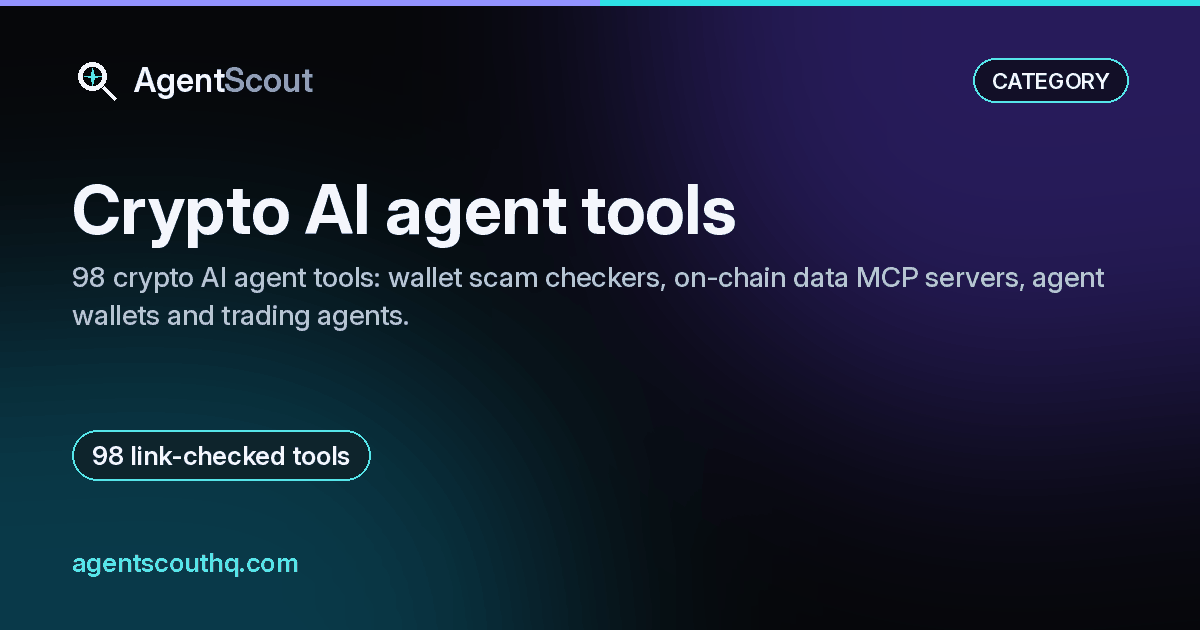 AgentScout
CATEGORY
Crypto AI agent tools
98 crypto AI agent tools: wallet scam checkers, on-chain data MCP servers, agent
wallets and trading agents.
98 link-checked tools
agentscouthq.com